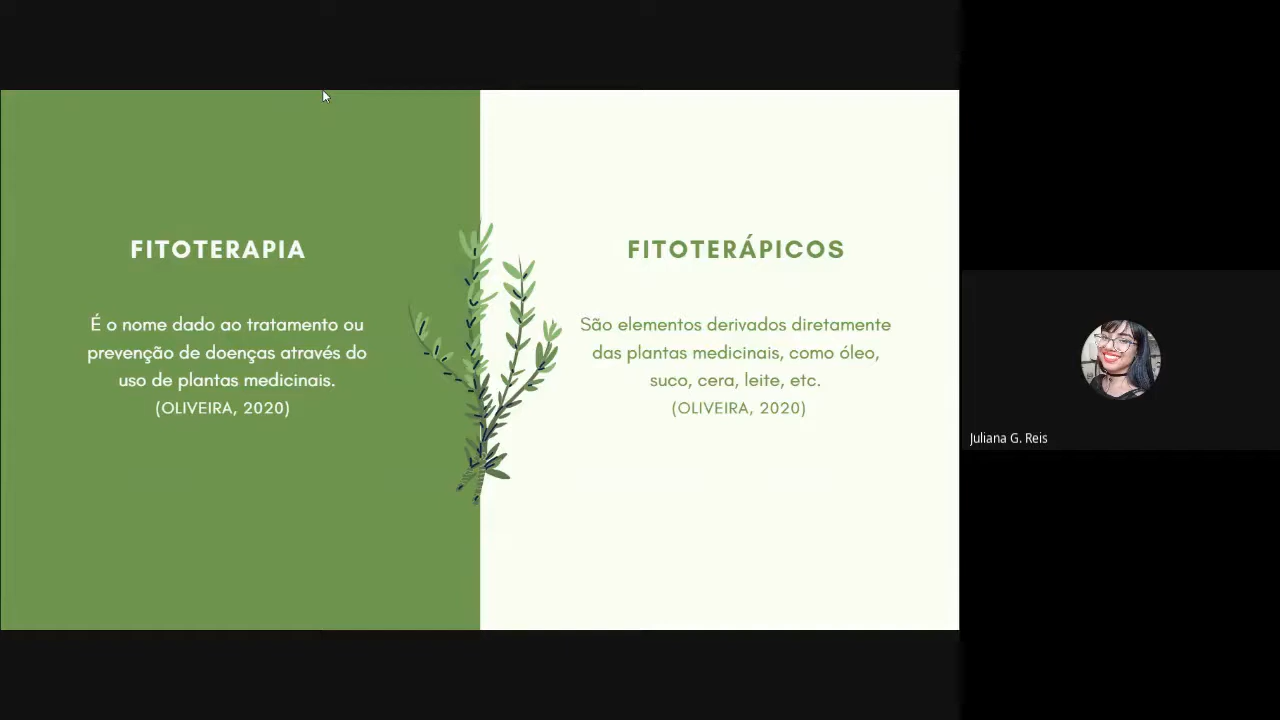 FITOTERAPIA
É o nome dado ao tratamento ou
prevenção de doenças através do
uso de plantas medicinais.
(OLIVEIRA, 2020)
FITOTERÁPICOS
São elementos derivados diretamente
das plantas medicinais, como óleo,
suco, cera, leite, etc.
(OLIVEIRA, 2020)
Juliana G. Reis